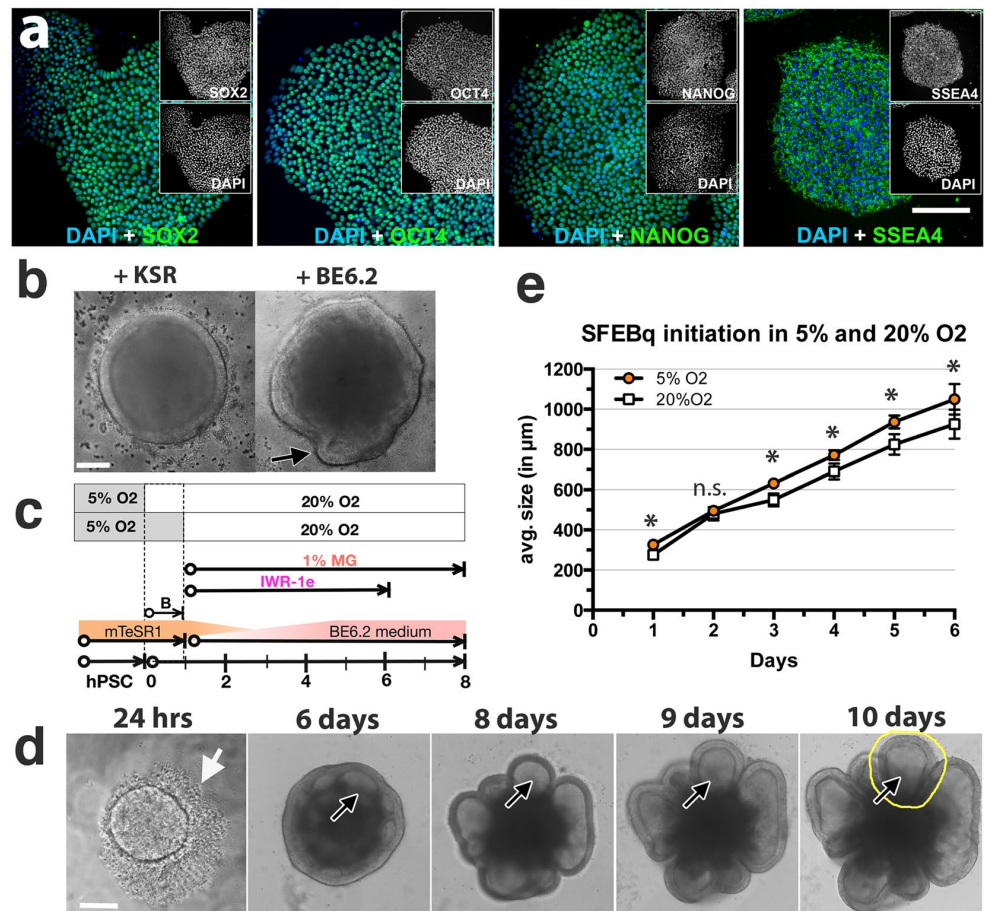 a
SOX2
DAPI
DAPI + SOX2
OCT4
DAPI
DAPI + OCT4
NANOG
DAPI
DAPI + NANOG
SSEA4
DAPI
DAPI + SSEA4
b
+ KSR
+ BE6.2
c
5% O2
20% O2
5% O2
20% O2
1% MG
IWR-1e
B
mTeSR1
BE6.2 medium
hPSC 0 2 4 6 8
e
SFEBq initiation in 5% and 20% O2
5% O2
20%O2
avg. size (in µm)
1200
1000
800
600
400
200
0
* n.s. * * * *
0 1 2 3 4 5 6
Days
d
24 hrs
6 days
8 days
9 days
10 days